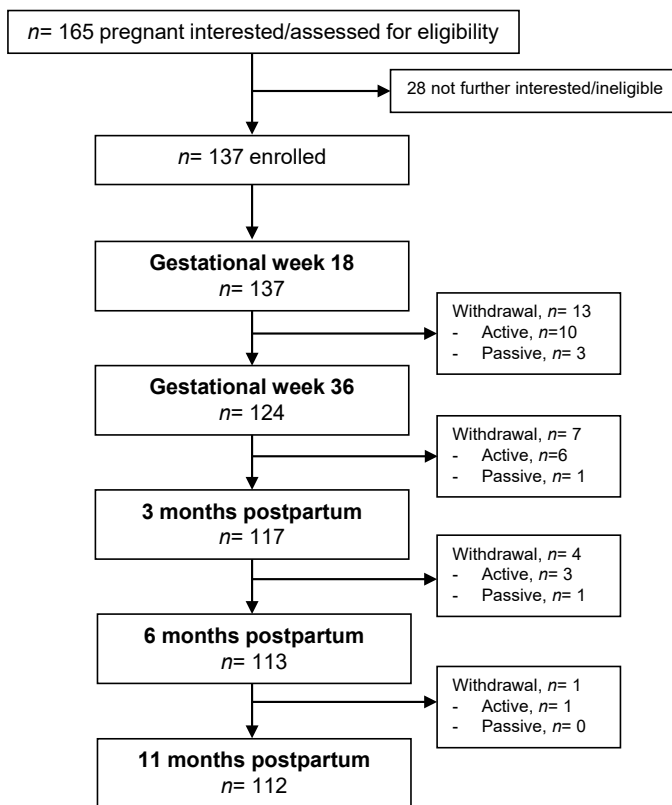 n= 165 pregnant interested/assessed for eligibility
28 not further interested/ineligible
n= 137 enrolled
Gestational week 18
n= 137
Withdrawal, n= 13
- Active, n=10
- Passive, n= 3
Gestational week 36
n= 124
Withdrawal, n= 7
- Active, n=6
- Passive, n= 1
3 months postpartum
n= 117
Withdrawal, n= 4
- Active, n= 3
- Passive, n= 1
6 months postpartum
n= 113
Withdrawal, n= 1
- Active, n= 1
- Passive, n= 0
11 months postpartum
n= 112